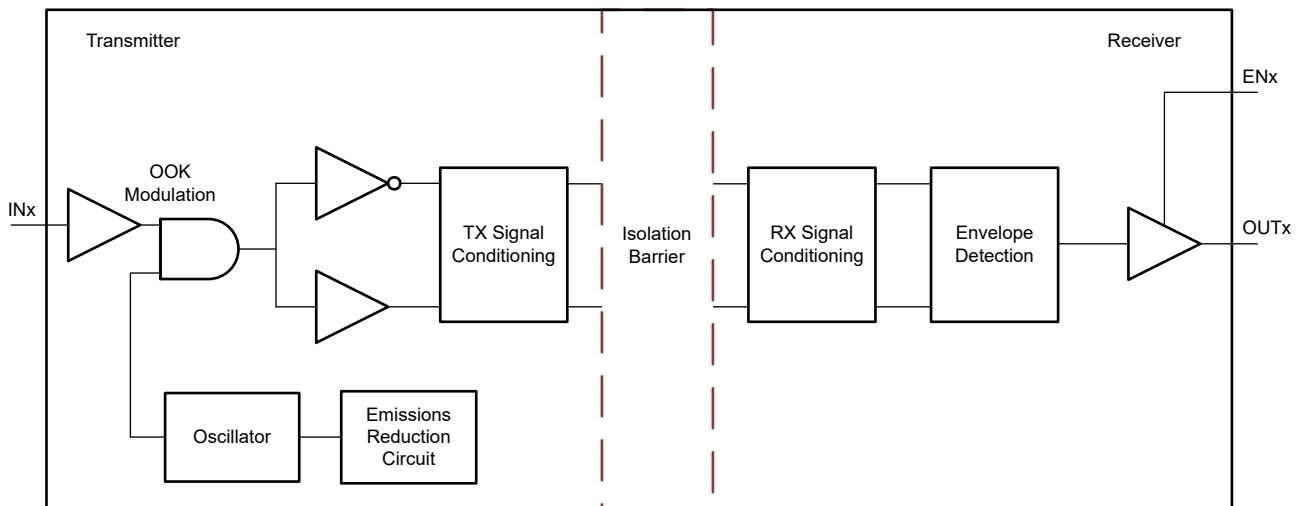 Transmitter
Receiver
ENx
OOK
Modulation
INx
TX Signal
Conditioning
Isolation
Barrier
RX Signal
Conditioning
Envelope
Detection
OUTx
Oscillator
Emissions
Reduction
Circuit